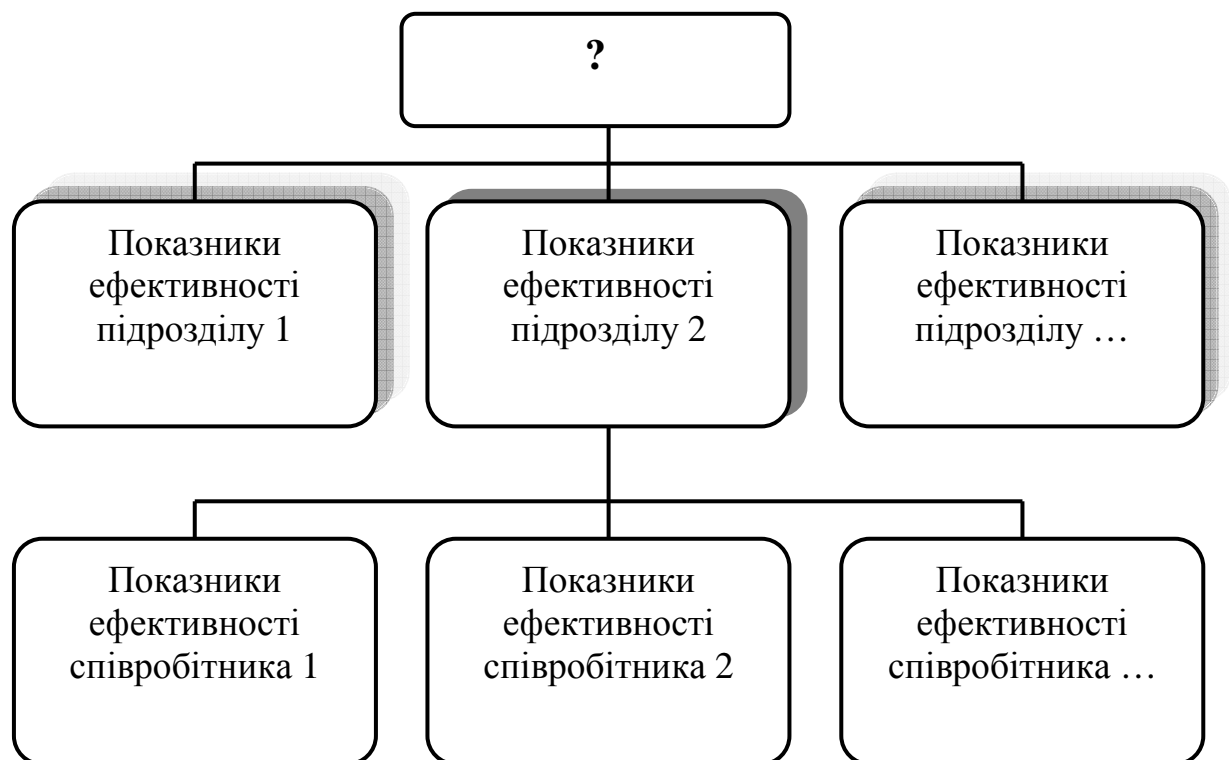 ?
Показники
ефективності
підрозділу 1
Показники
ефективності
підрозділу 2
Показники
ефективності
підрозділу …
Показники
ефективності
співробітника 1
Показники
ефективності
співробітника 2
Показники
ефективності
співробітника …